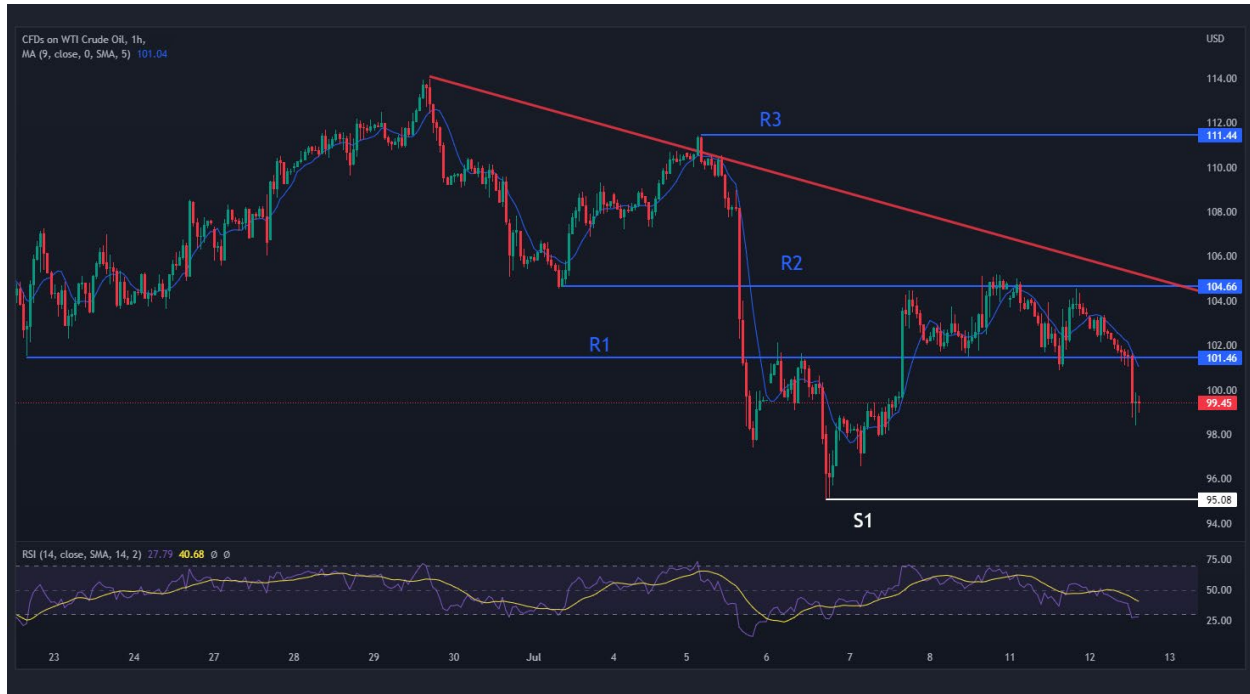 CFDs on WTI Crude Oil, 1h,
MA (9, close, 0, SMA, 5) 101.04
USD
114.00
112.00
R3
111.44
110.00
108.00
106.00
R2
104.66
104.00
102.00
R1
101.46
100.00
99.45
98.00
96.00
95.08
S1
94.00
RSI (14, close, SMA, 14, 2) 27.79 40.68 Ø Ø
75.00
50.00
25.00
23 24 27 28 29 30 Jul 4 5 6 7 8 11 12 13